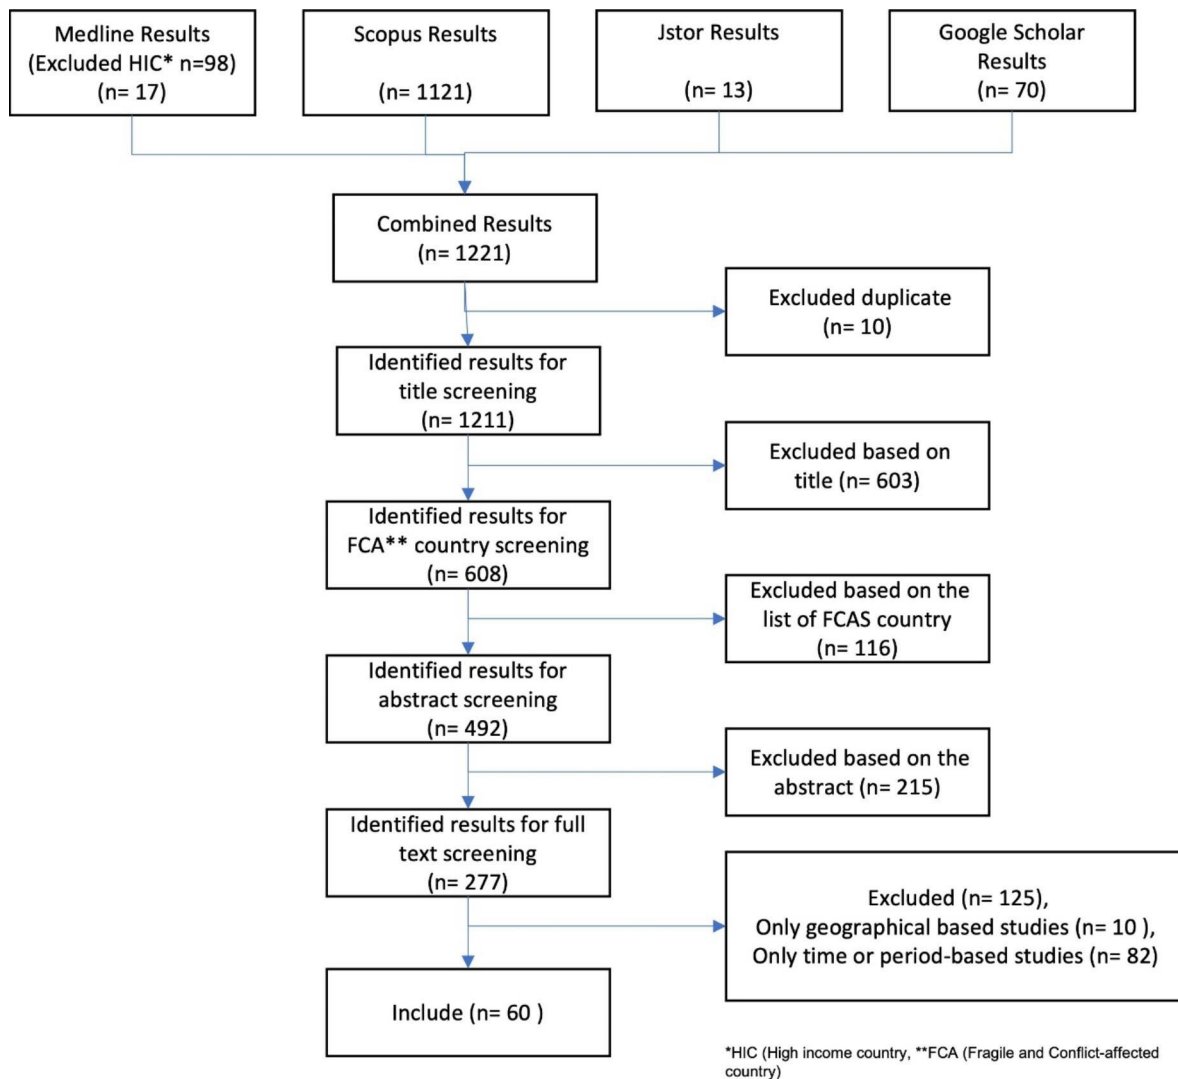 Medline Results
(Excluded HIC* n=98)
(n= 17)
Scopus Results
(n= 1121)
Jstor Results
(n= 13)
Google Scholar
Results
(n= 70)
Combined Results
(n= 1221)
Excluded duplicate
(n= 10)
Identified results for
title screening
(n= 1211)
Excluded based on
title (n= 603)
Identified results for
FCA** country screening
(n= 608)
Excluded based on the
list of FCAS country
(n= 116)
Identified results for
abstract screening
(n= 492)
Excluded based on the
abstract (n= 215)
Identified results for full
text screening
(n= 277)
Excluded (n= 125),
Only geographical based studies (n= 10 ),
Only time or period-based studies (n= 82)
Include (n= 60 )
*HIC (High income country, **FCA (Fragile and Conflict-affected
country)